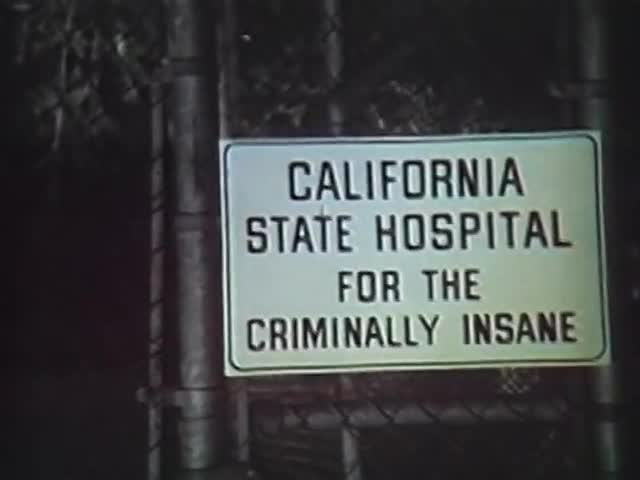 CALIFORNIA
STATE HOSPITAL
FOR THE
CRIMINALLY INSANE